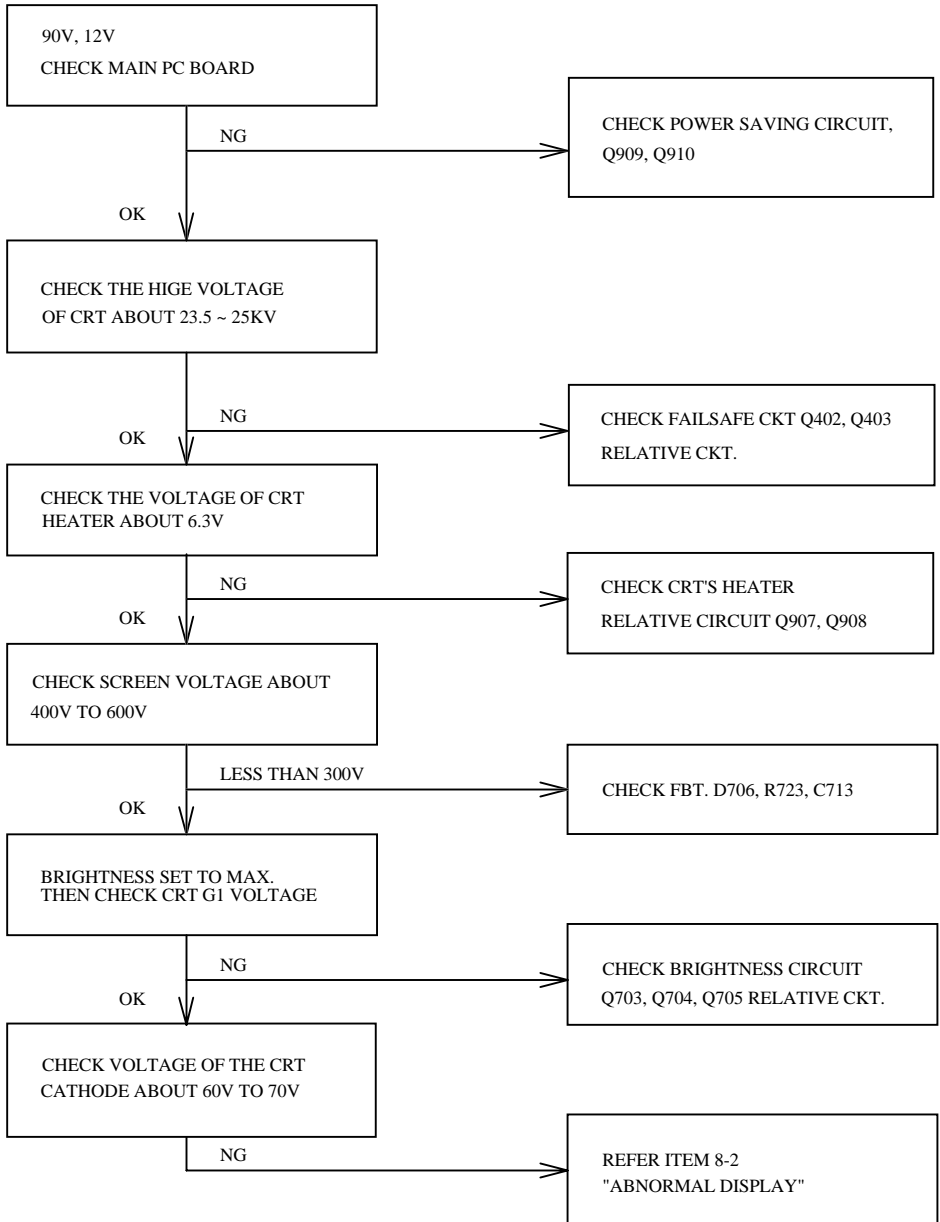 90V, 12V
CHECK MAIN PC BOARD
NG
CHECK POWER SAVING CIRCUIT,
Q909, Q910
OK
CHECK THE HIGE VOLTAGE
OF CRT ABOUT 23.5 ~ 25KV
NG
CHECK FAILSAFE CKT Q402, Q403
RELATIVE CKT.
OK
CHECK THE VOLTAGE OF CRT
HEATER ABOUT 6.3V
NG
CHECK CRT'S HEATER
RELATIVE CIRCUIT Q907, Q908
OK
CHECK SCREEN VOLTAGE ABOUT
400V TO 600V
LESS THAN 300V
CHECK FBT. D706, R723, C713
OK
BRIGHTNESS SET TO MAX.
THEN CHECK CRT G1 VOLTAGE
NG
CHECK BRIGHTNESS CIRCUIT
Q703, Q704, Q705 RELATIVE CKT.
OK
CHECK VOLTAGE OF THE CRT
CATHODE ABOUT 60V TO 70V
NG
REFER ITEM 8-2
"ABNORMAL DISPLAY"